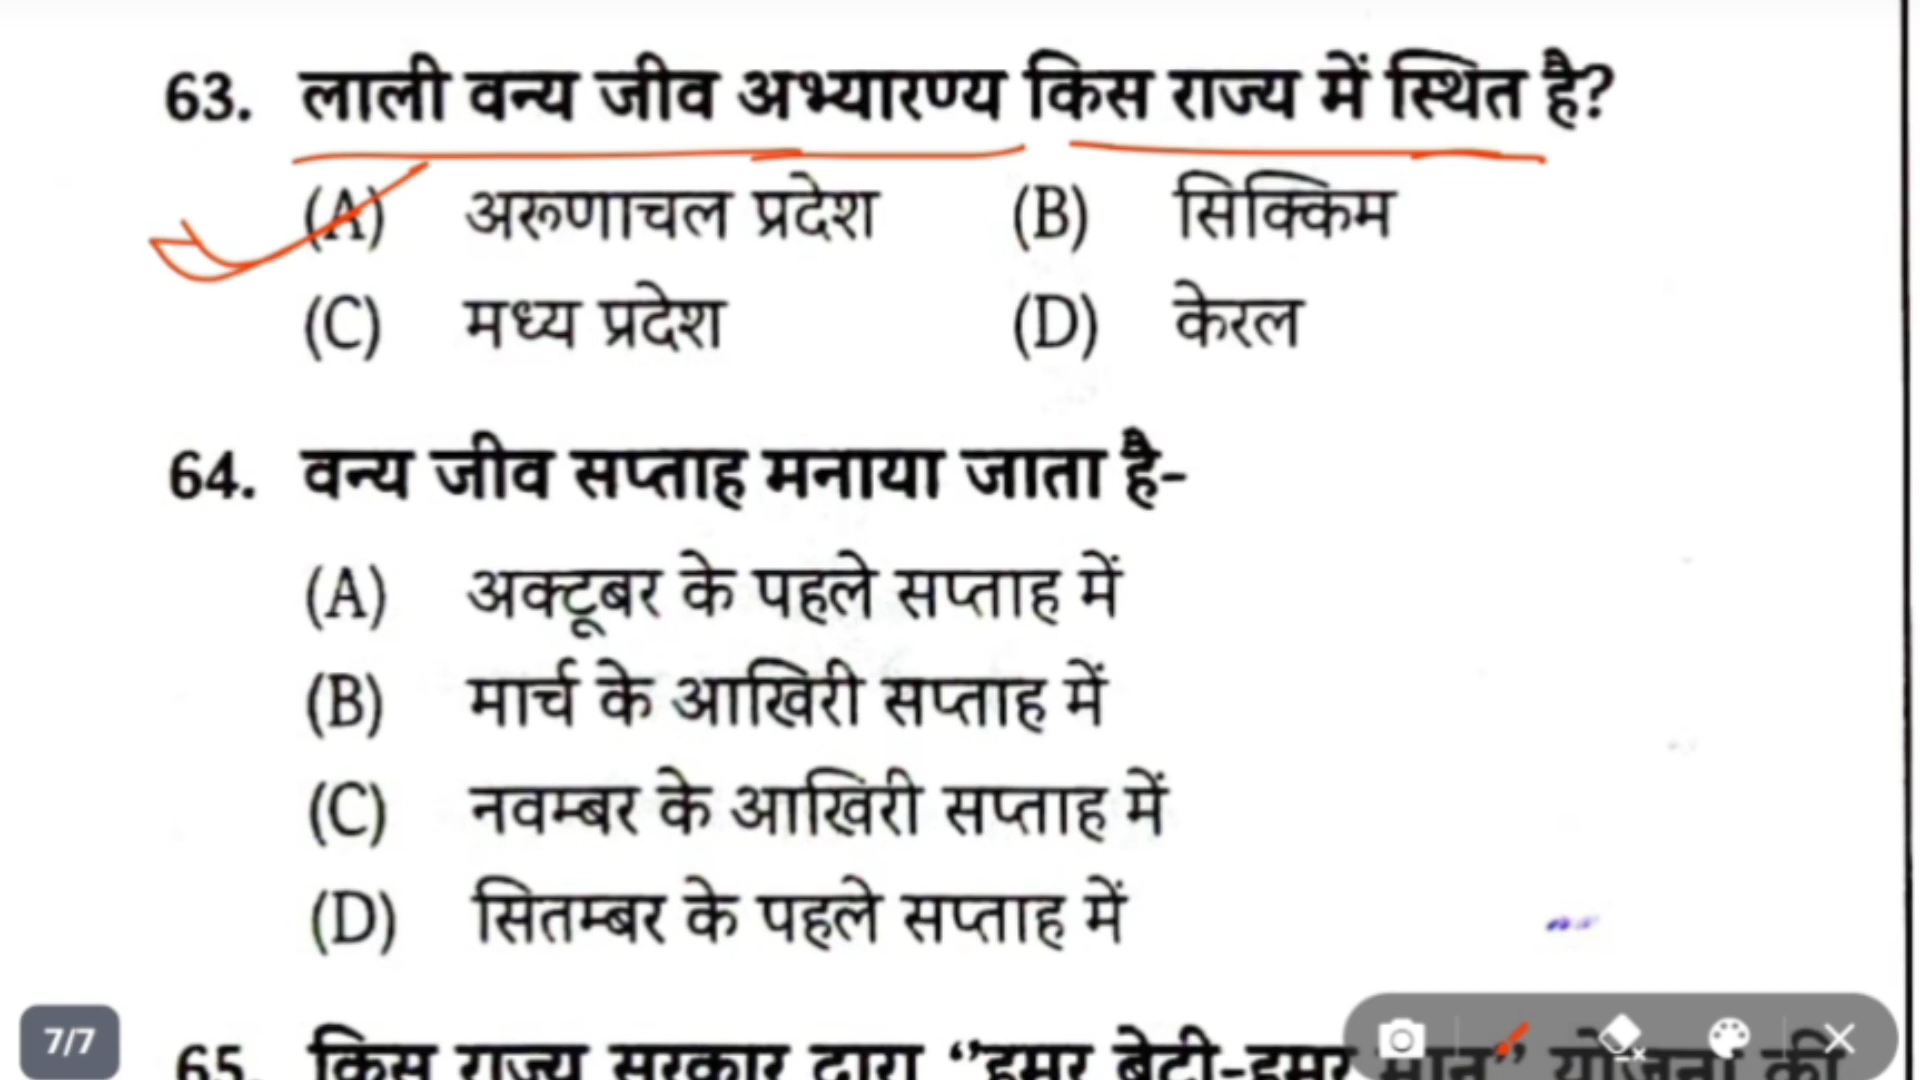 63. लाली वन्य जीव अभ्यारण्य किस राज्य में स्थित है?
(A) अरूणाचल प्रदेश (B) सिक्किम
(C) मध्य प्रदेश (D) केरल
64. वन्य जीव सप्ताह मनाया जाता है-
(A) अक्टूबर के पहले सप्ताह में
(B) मार्च के आखिरी सप्ताह में
(C) नवम्बर के आखिरी सप्ताह में
(D) सितम्बर के पहले सप्ताह में
65. किस राज्य सरकार द्वारा “हमर बेटी-हमर मान” योजना की
7/7